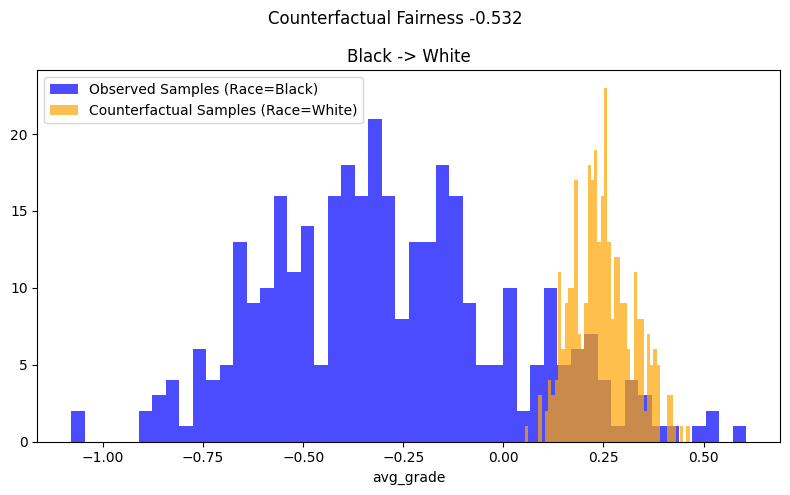 Counterfactual Fairness -0.532
Black -> White
Observed Samples (Race=Black)
Counterfactual Samples (Race=White)
20
15
10
5
0
−1.00 −0.75 −0.50 −0.25 0.00 0.25 0.50
avg_grade